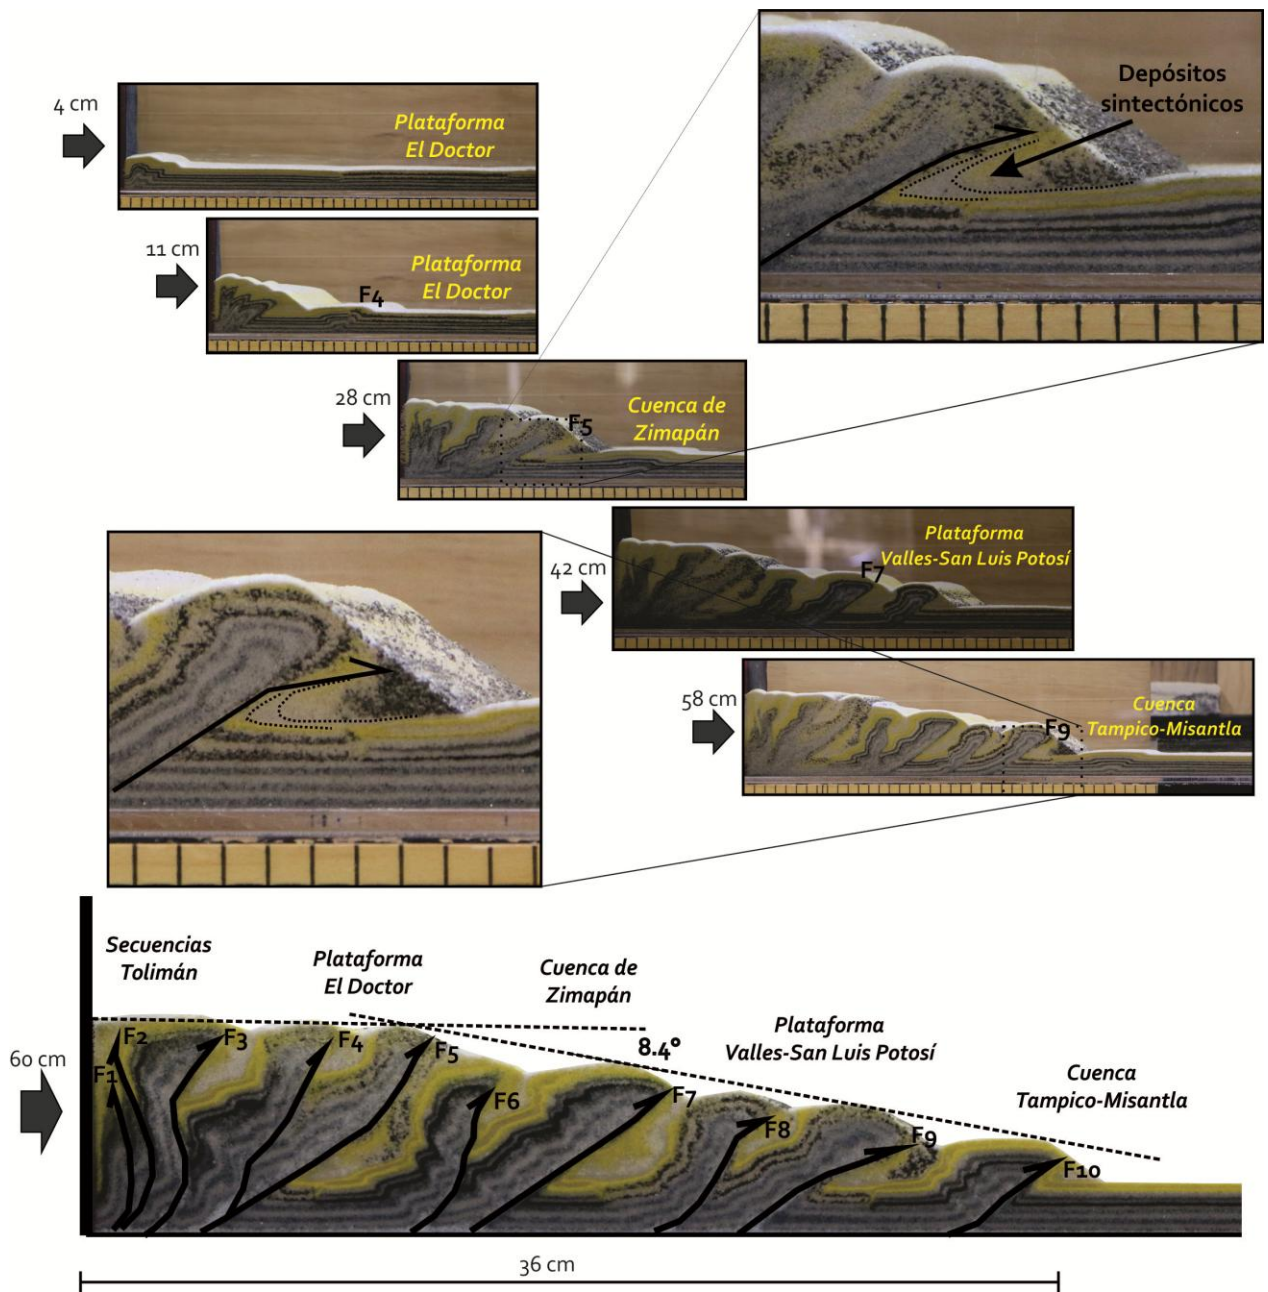 4 cm
Plataforma
El Doctor
11 cm
Plataforma
El Doctor
F4
28 cm
Cuenca de
Zimapán
F5
Depósitos
sintectónicos
42 cm
Plataforma
Valles-San Luis Potosí
F7
58 cm
Cuenca
Tampico-Misantla
F9
Secuencias
Tolimán
Plataforma
El Doctor
Cuenca de
Zimapán
Plataforma
Valles-San Luis Potosí
Cuenca
Tampico-Misantla
60 cm
8.4°
F1
F2
F3
F4
F5
F6
F7
F8
F9
F10
36 cm